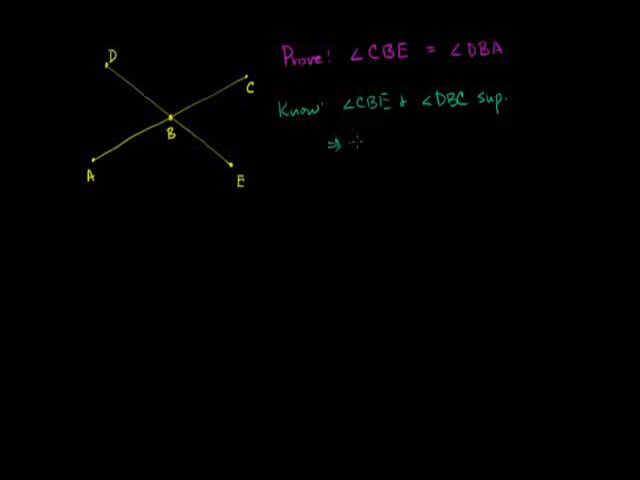 D
Prove: ∠CBE = ∠DBA
C
Know: ∠CBE + ∠DBC sup.
B
⇒
A
E